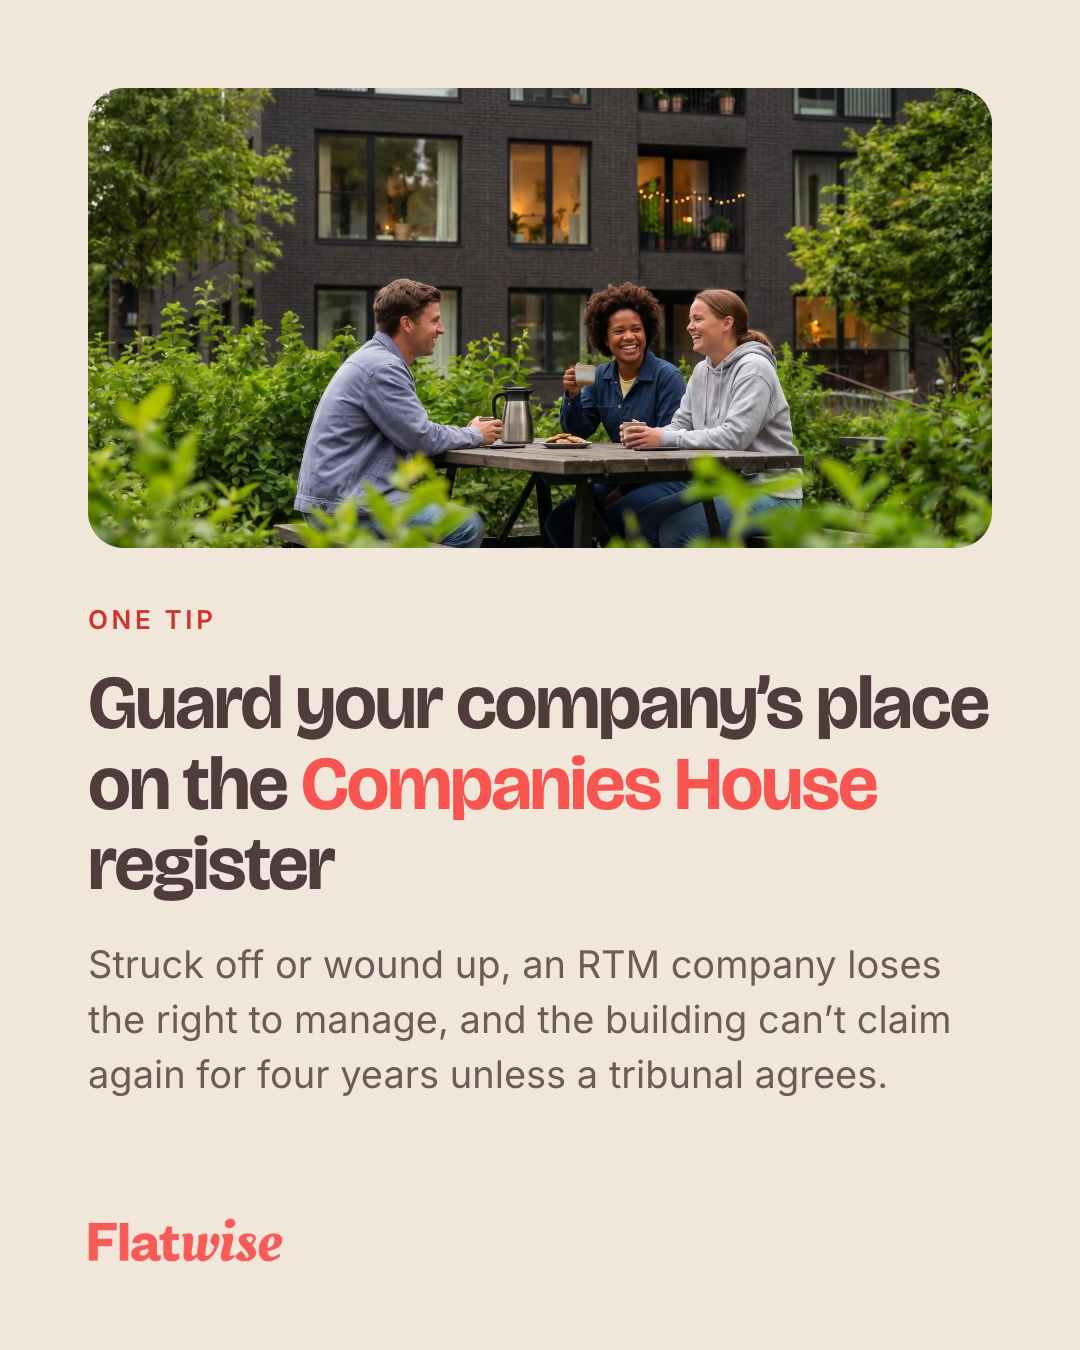 ONE TIP
Guard your company’s place
on the Companies House
register
Struck off or wound up, an RTM company loses
the right to manage, and the building can’t claim
again for four years unless a tribunal agrees.
Flatwise